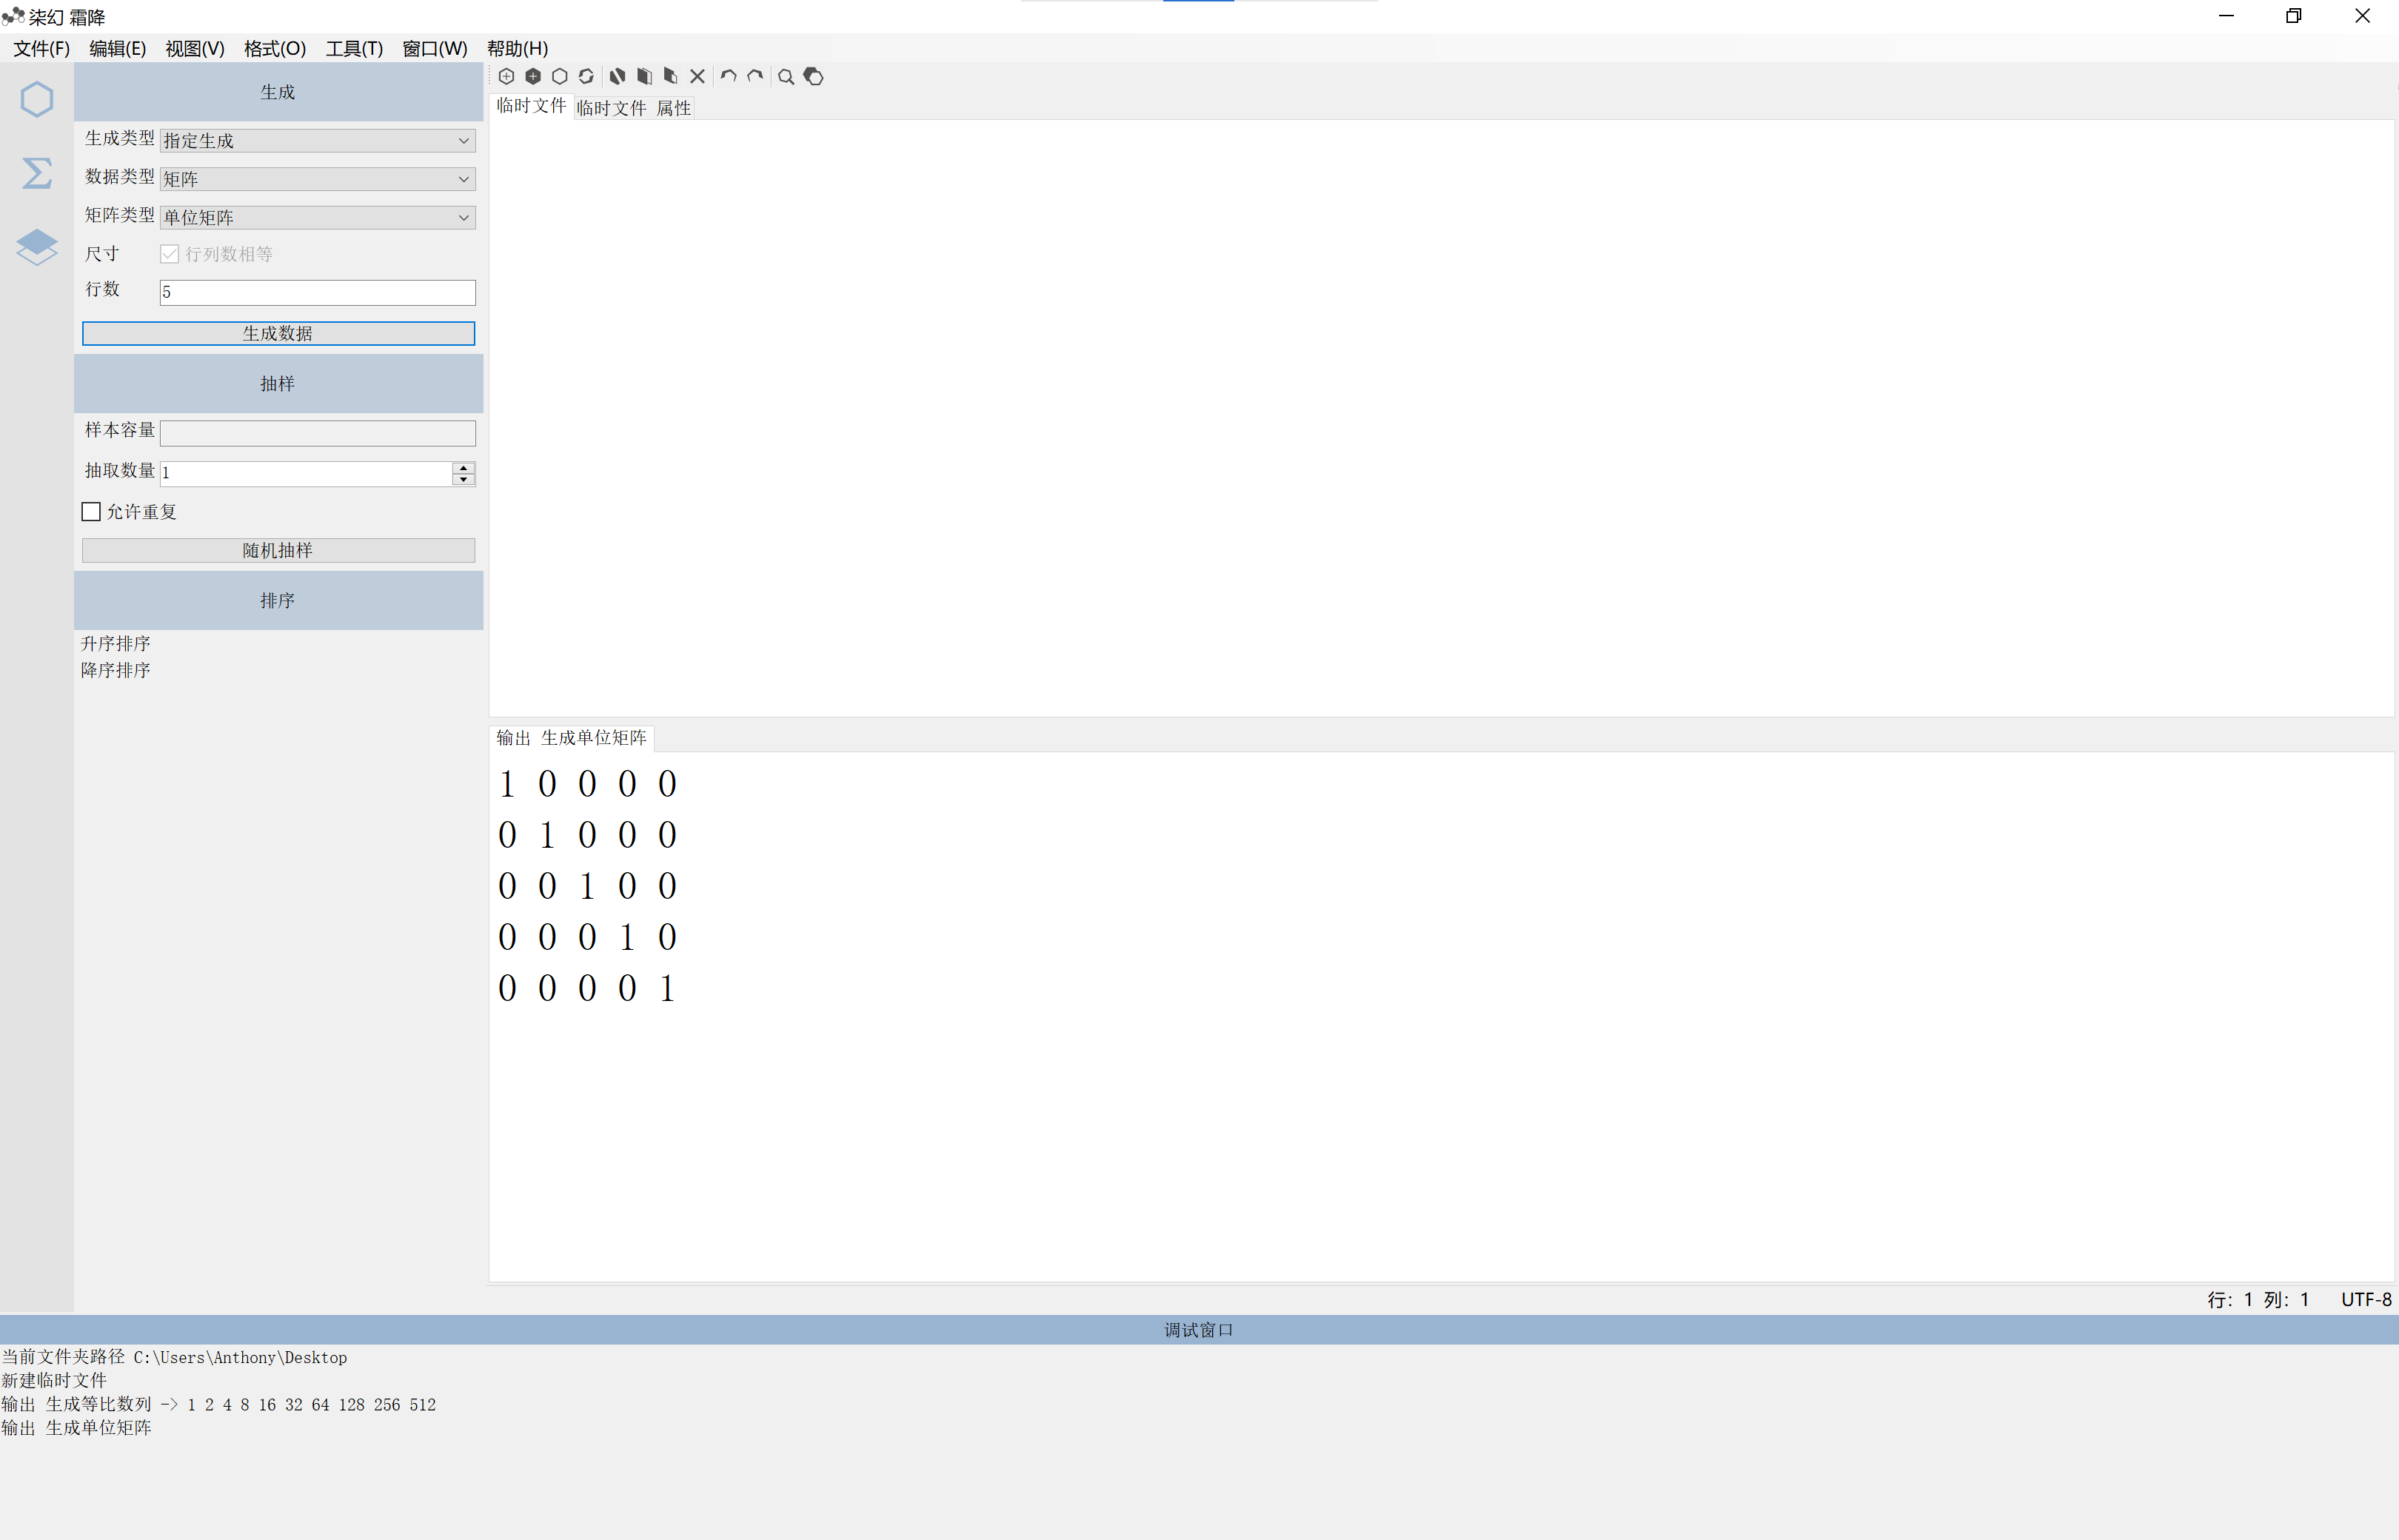 柒幻 霜降
文件(F) 编辑(E) 视图(V) 格式(O) 工具(T) 窗口(W) 帮助(H)
生成
生成类型 指定生成
数据类型 矩阵
矩阵类型 单位矩阵
尺寸 行列数相等
行数 5
生成数据
抽样
样本容量
抽取数量 1
允许重复
随机抽样
排序
升序排序
降序排序
临时文件 临时文件 属性
输出 生成单位矩阵
1 0 0 0 0
0 1 0 0 0
0 0 1 0 0
0 0 0 1 0
0 0 0 0 1
行: 1 列: 1 UTF-8
调试窗口
当前文件夹路径 C:\Users\Anthony\Desktop
新建临时文件
输出 生成等比数列 -> 1 2 4 8 16 32 64 128 256 512
输出 生成单位矩阵